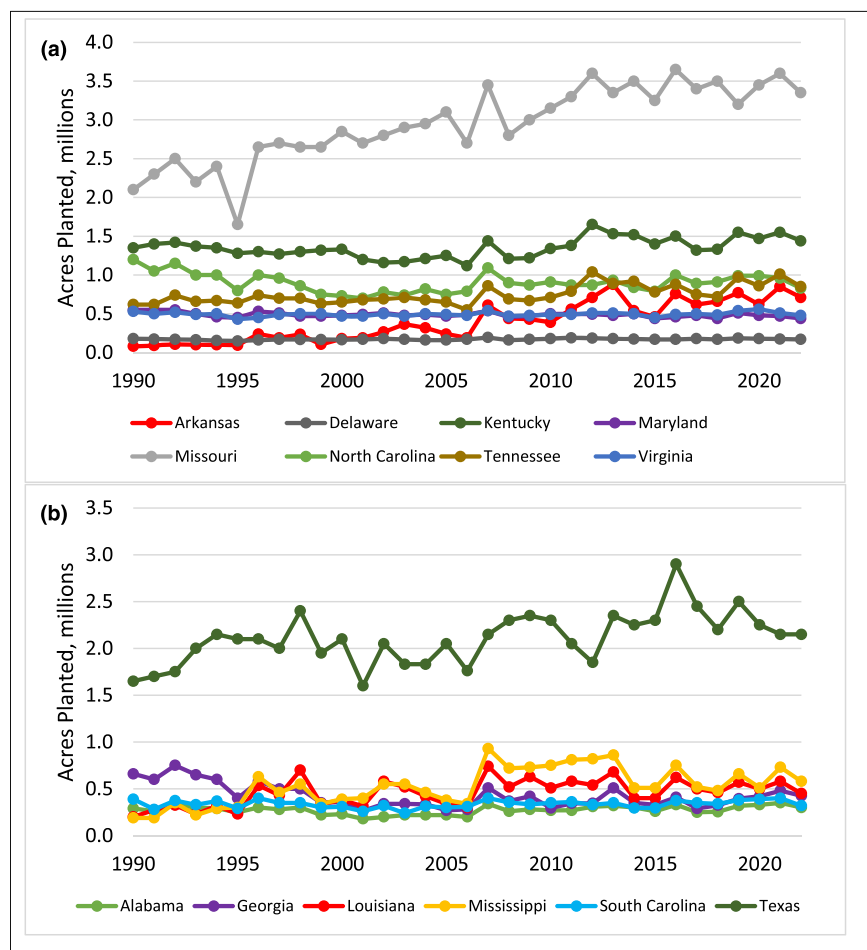 (a)
Acres Planted, millions
4.0
3.5
3.0
2.5
2.0
1.5
1.0
0.5
0.0
1990 1995 2000 2005 2010 2015 2020
Arkansas Delaware Kentucky Maryland
Missouri North Carolina Tennessee Virginia
(b)
Acres Planted, millions
3.5
3.0
2.5
2.0
1.5
1.0
0.5
0.0
1990 1995 2000 2005 2010 2015 2020
Alabama Georgia Louisiana Mississippi South Carolina Texas